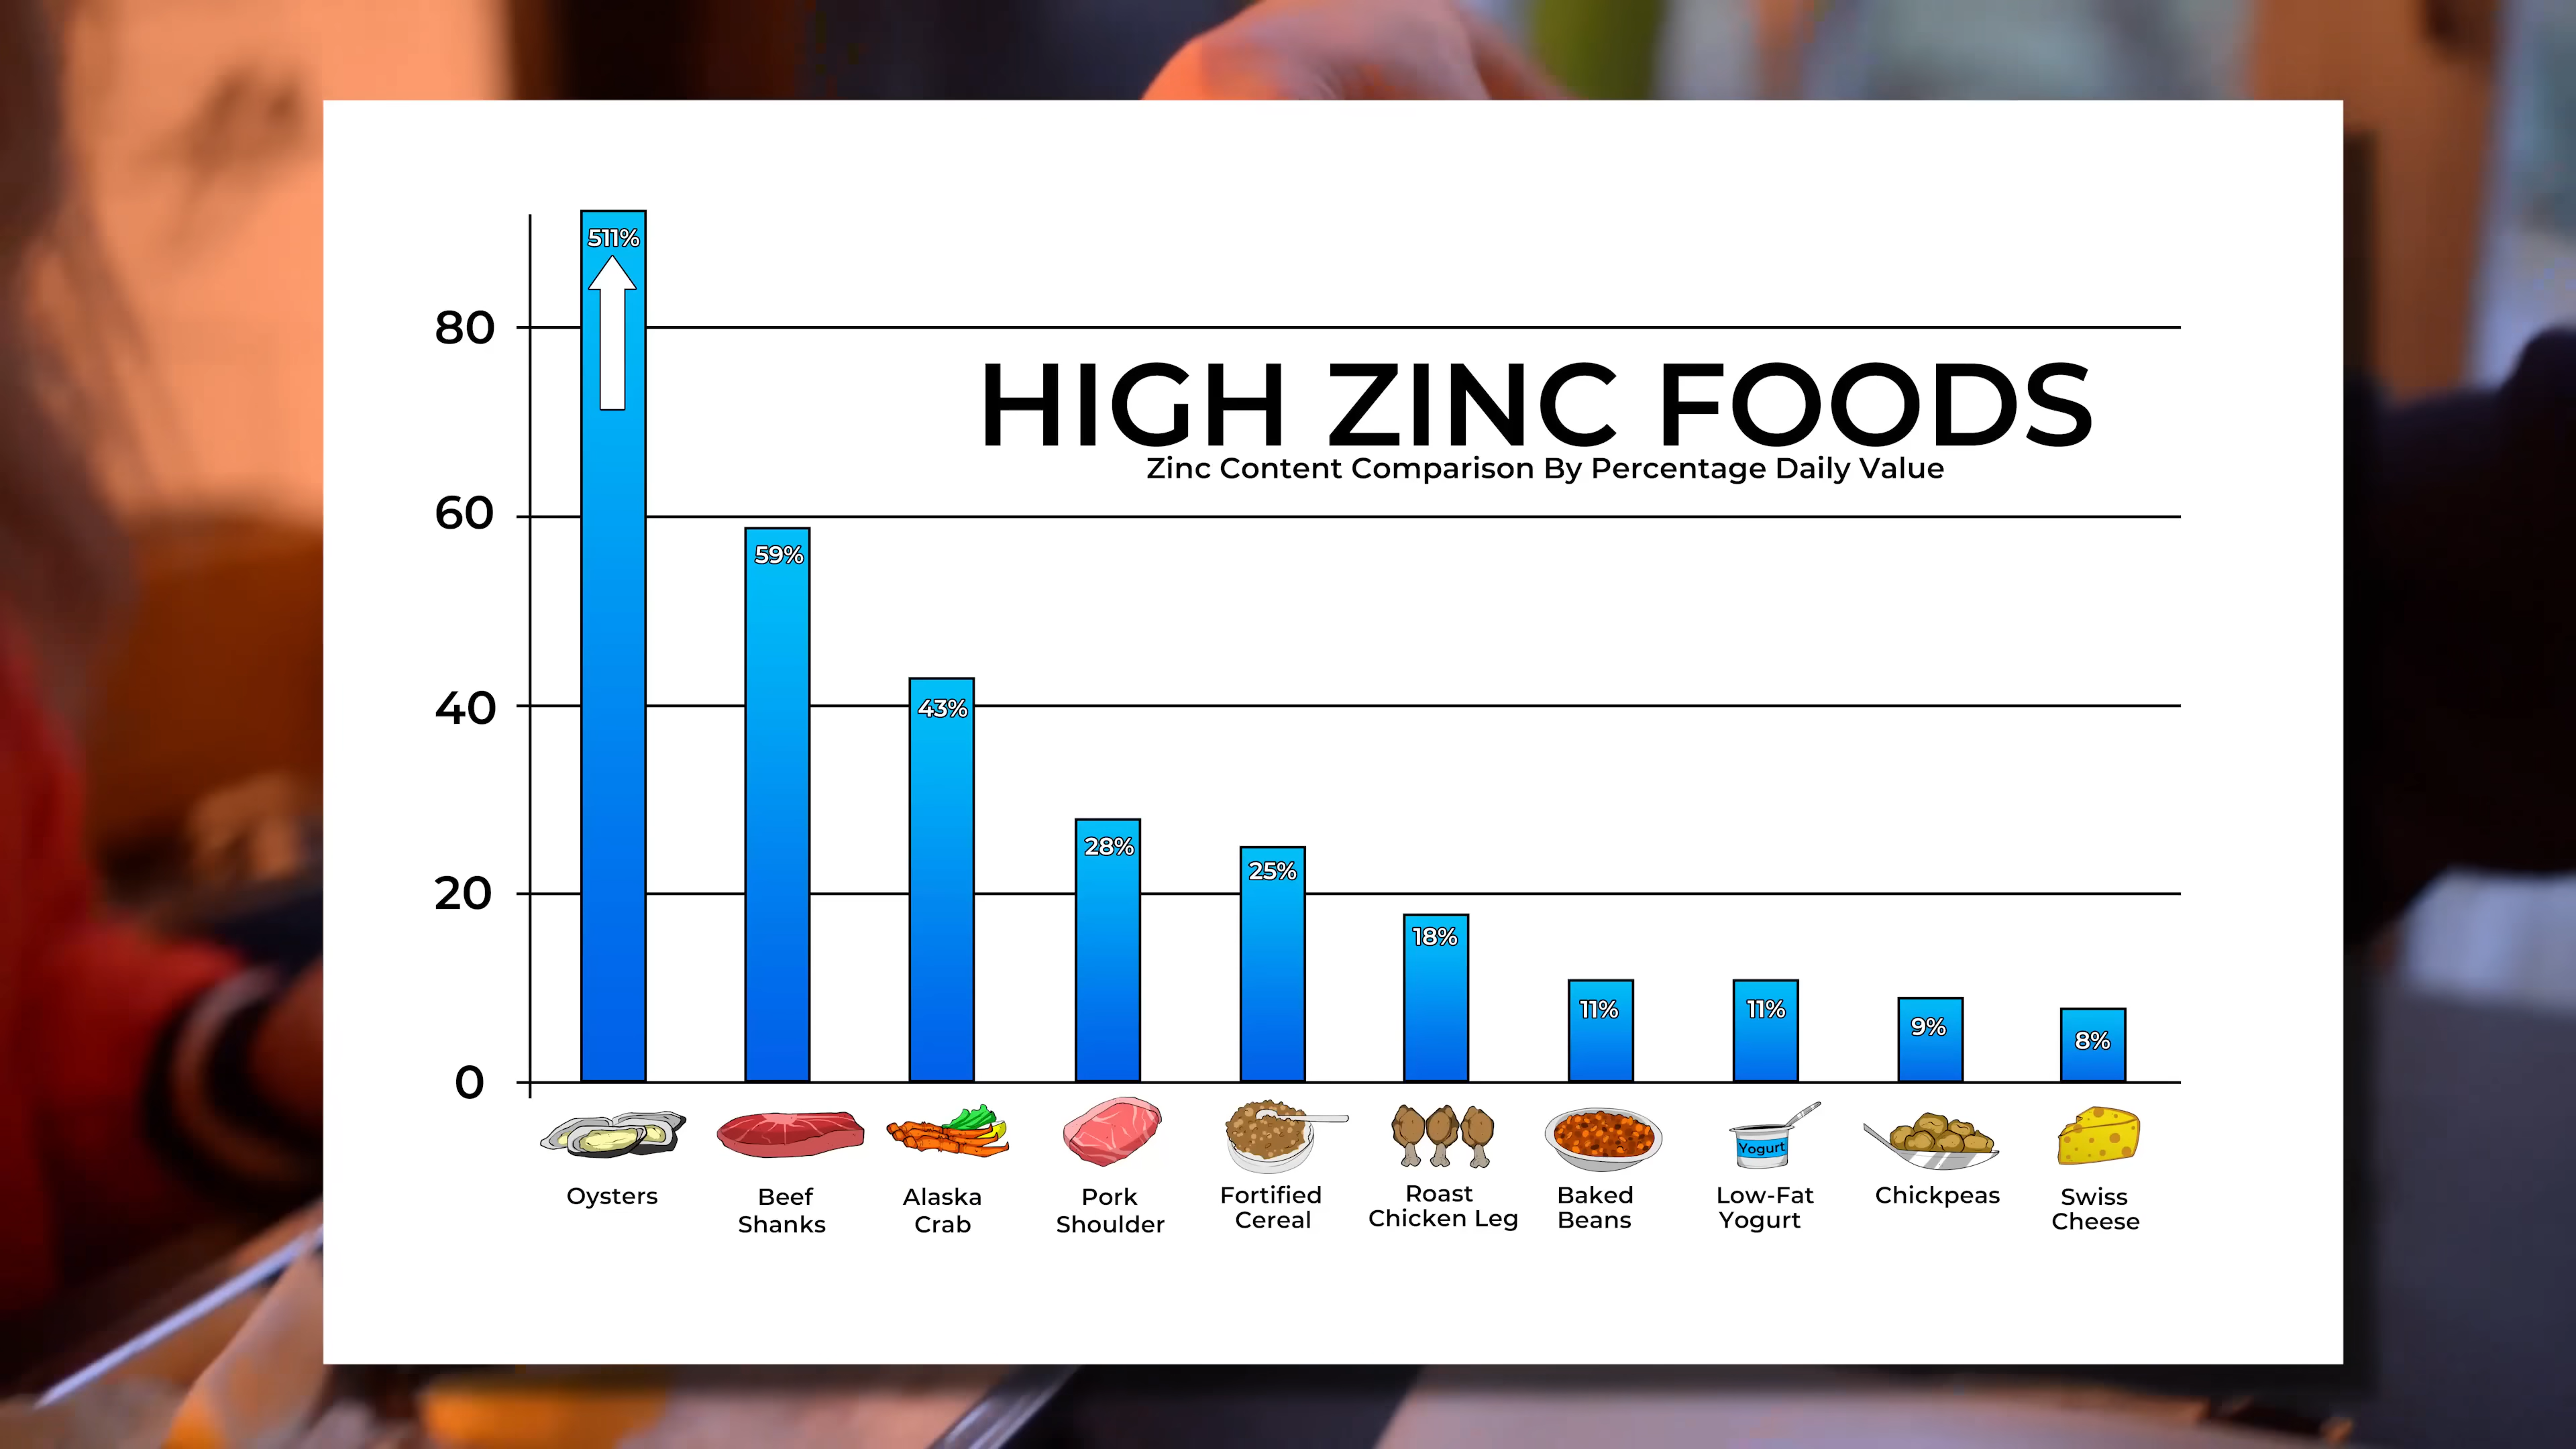 511%
80
HIGH ZINC FOODS
Zinc Content Comparison By Percentage Daily Value
60
59%
40
43%
28%
25%
20
18%
11%
11%
9%
8%
0
Yogurt
Oysters
Beef
Shanks
Alaska
Crab
Pork
Shoulder
Fortified
Cereal
Roast
Chicken Leg
Baked
Beans
Low-Fat
Yogurt
Chickpeas
Swiss
Cheese